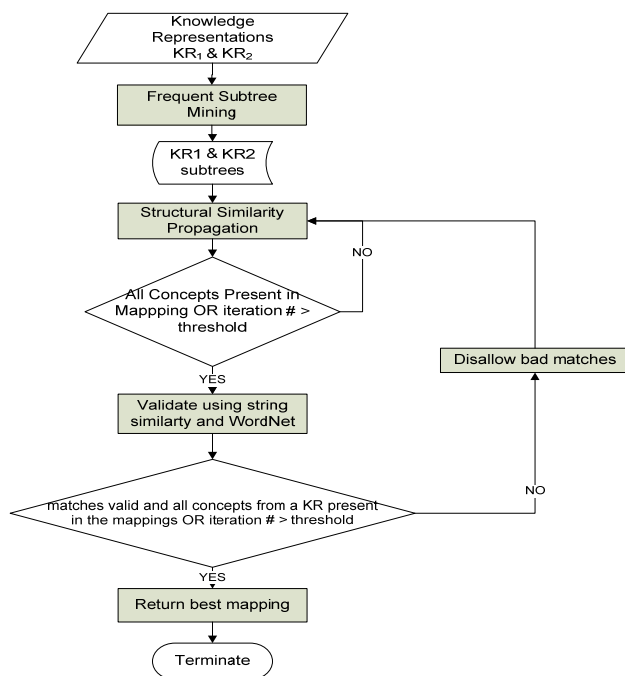 Knowledge
Representations
KR₁ & KR₂
Frequent Subtree
Mining
KR1 & KR2
subtrees
Structural Similarity
Propagation
NO
All Concepts Present in
Mappping OR iteration # >
threshold
Disallow bad matches
YES
Validate using string
similarty and WordNet
NO
matches valid and all concepts from a KR present
in the mappings OR iteration # > threshold
YES
Return best mapping
Terminate